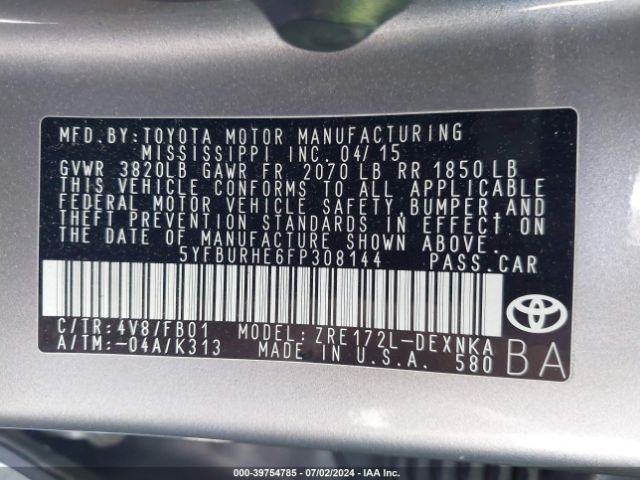 MFD.BY:TOYOTA MOTOR MANUFACTURING
MISSISSIPPI INC. 04/15
GVWR 3820LB GAWR FR 2070 LB RR 1850 LB
THIS VEHICLE CONFORMS TO ALL APPLICABLE
FEDERAL MOTOR VEHICLE SAFETY,BUMPER,AND
THEFT PREVENTION STANDARDS IN EFFECT ON
THE DATE OF MANUFACTURE SHOWN ABOVE.
5YFBURHE6FP308144 PASS.CAR
C/TR:4V8/FB01 MODEL:ZRE172L-DEXNKA
A/TM:-04A/K313 MADE IN U.S.A. 580 BA
000-39754785 - 07/02/2024 - IAA Inc.